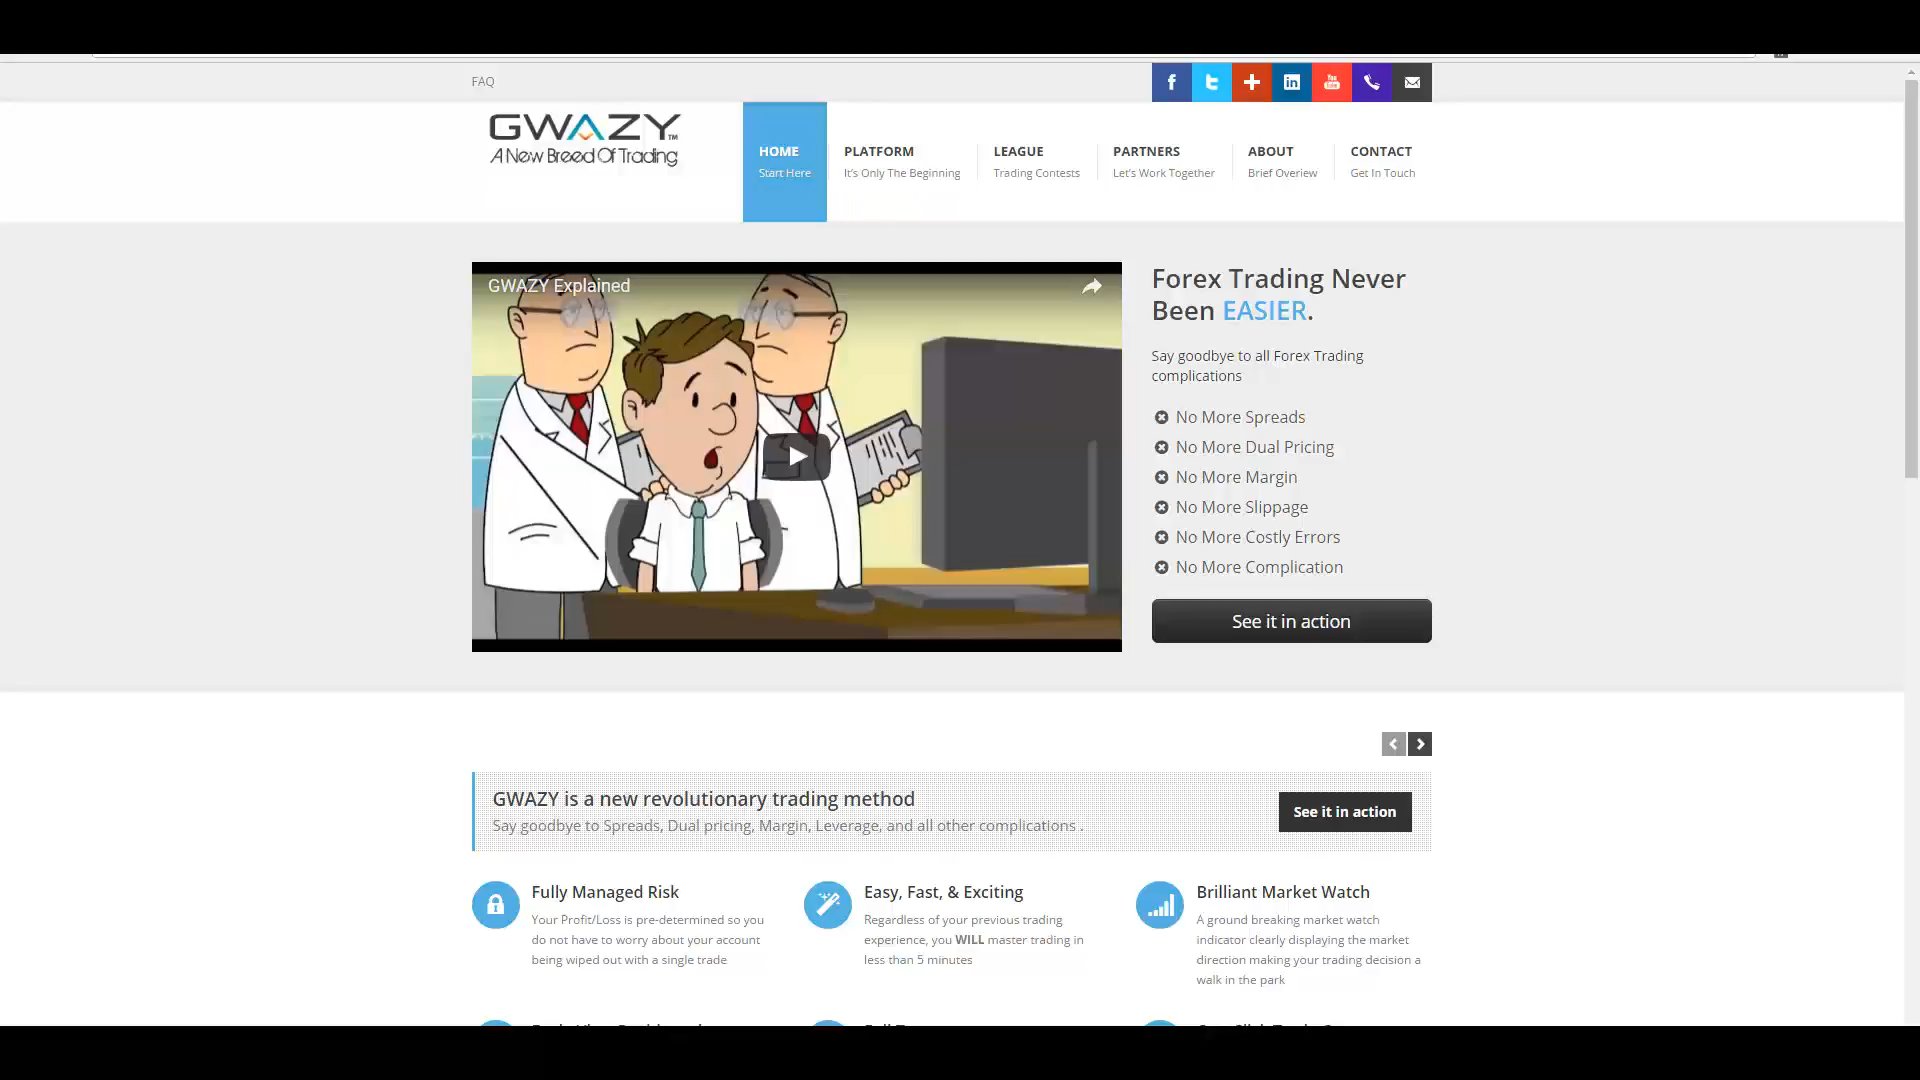 FAQ
GWAZY™
A New Breed Of Trading
HOME
Start Here
PLATFORM
It's Only The Beginning
LEAGUE
Trading Contests
PARTNERS
Let's Work Together
ABOUT
Brief Overiew
CONTACT
Get In Touch
GWAZY Explained
Forex Trading Never
Been EASIER.
Say goodbye to all Forex Trading
complications
No More Spreads
No More Dual Pricing
No More Margin
No More Slippage
No More Costly Errors
No More Complication
See it in action
GWAZY is a new revolutionary trading method
Say goodbye to Spreads, Dual pricing, Margin, Leverage, and all other complications .
See it in action
Fully Managed Risk
Your Profit/Loss is pre-determined so you
do not have to worry about your account
being wiped out with a single trade
Easy, Fast, & Exciting
Regardless of your previous trading
experience, you WILL master trading in
less than 5 minutes
Brilliant Market Watch
A ground breaking market watch
indicator clearly displaying the market
direction making your trading decision a
walk in the park